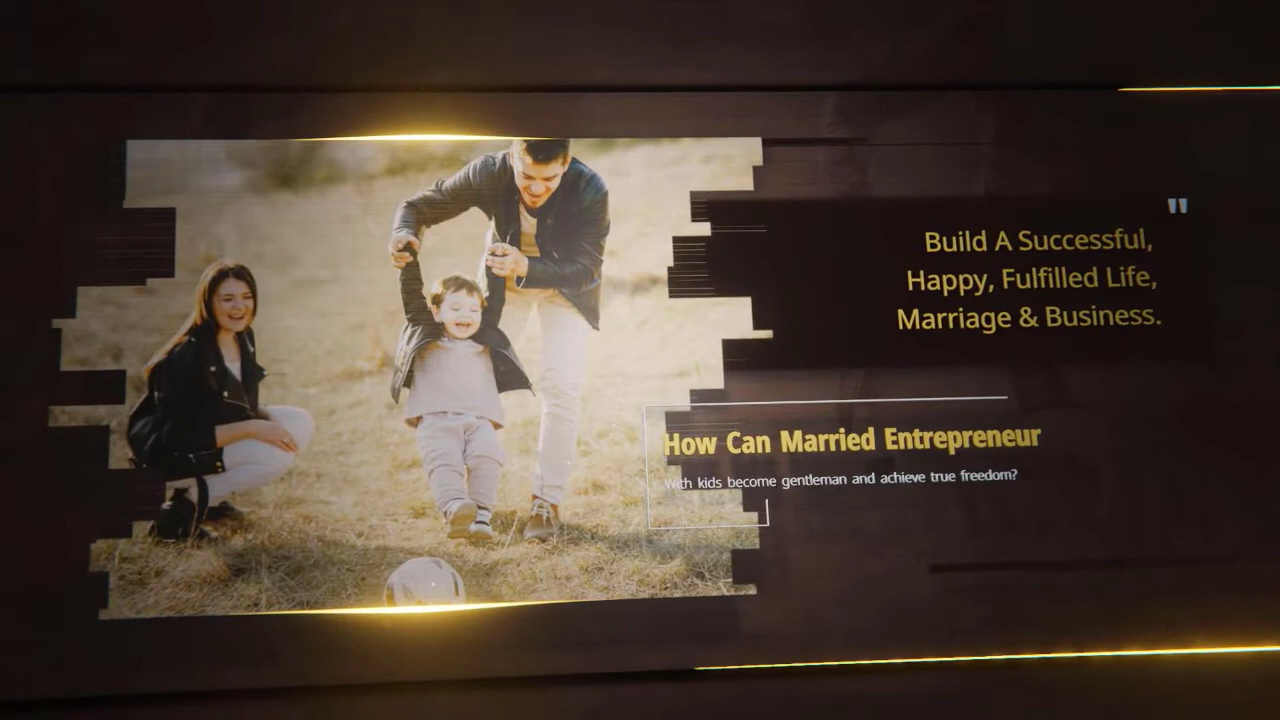 "
Build A Successful,
Happy, Fulfilled Life,
Marriage & Business.
How Can Married Entrepreneur
With kids become gentleman and achieve true freedom?